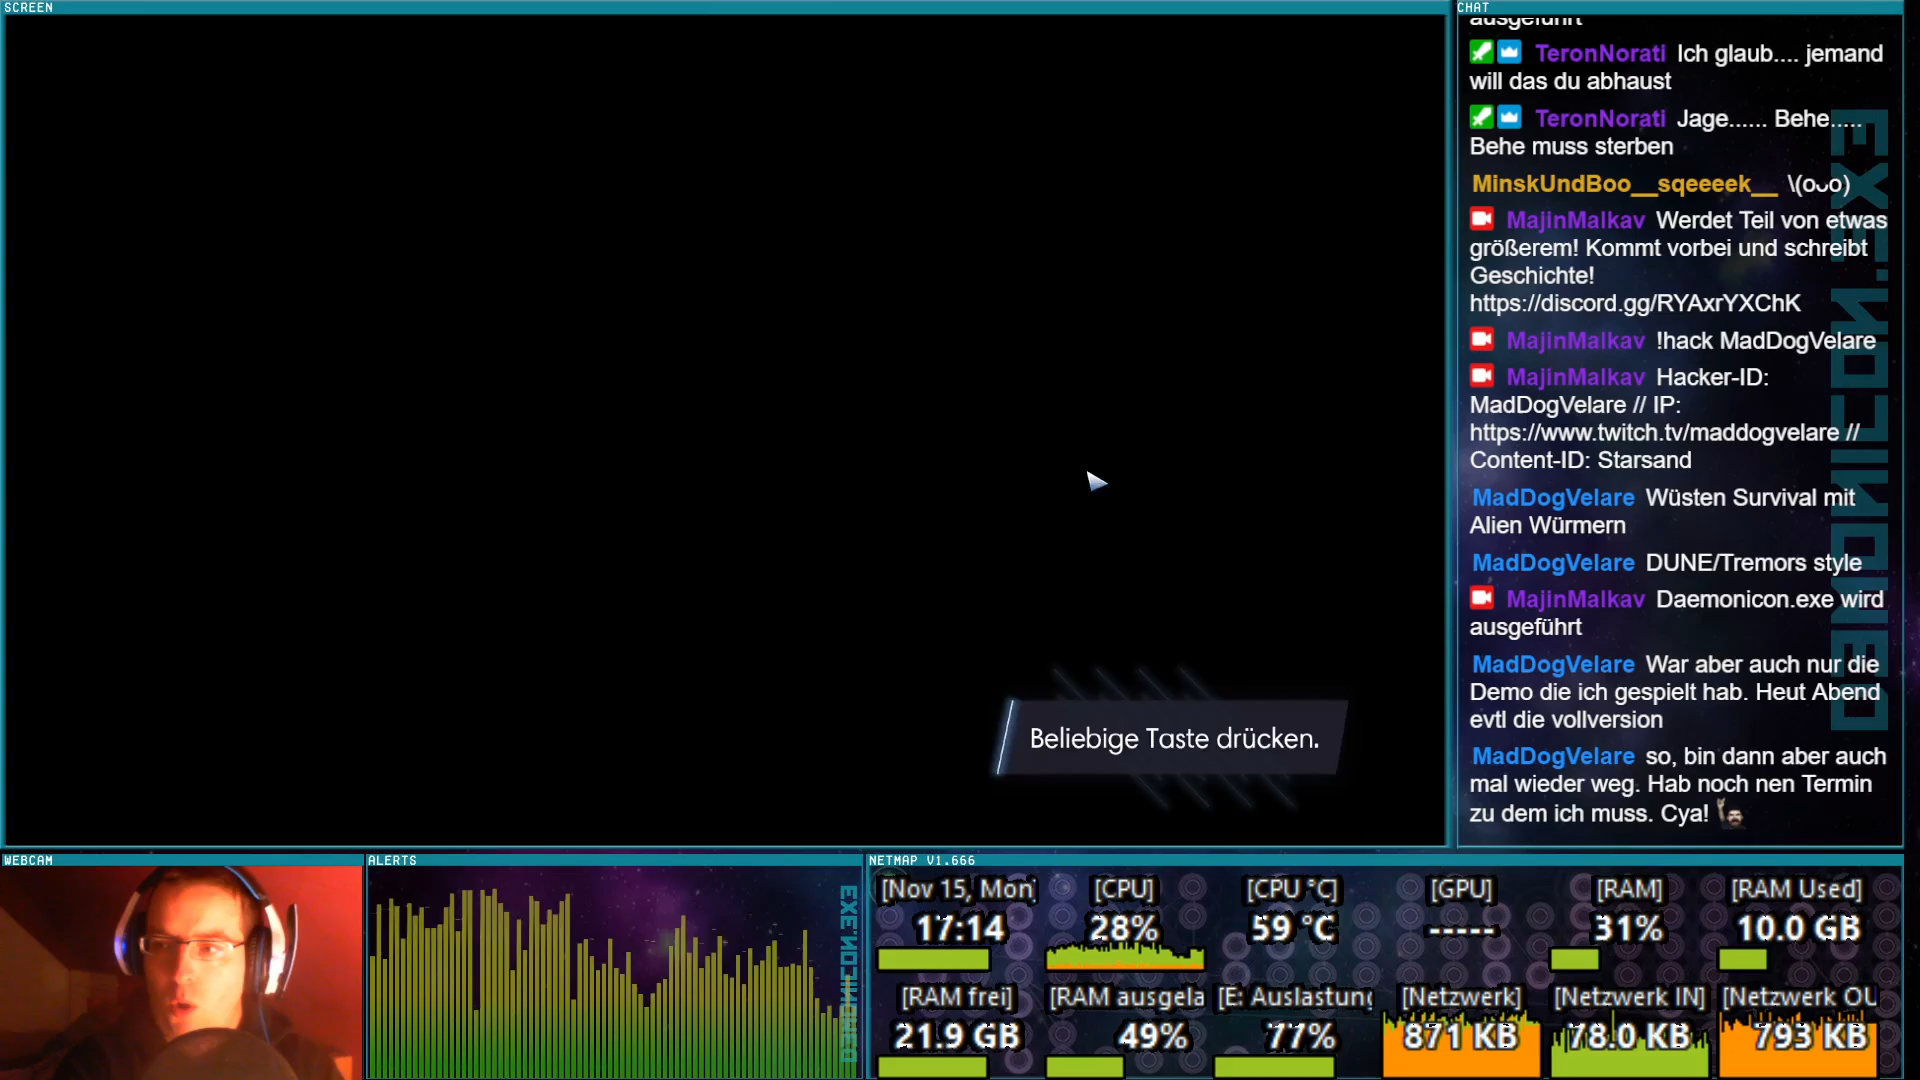 SCREEN
CHAT
ausgeführt
TeronNorati Ich glaub.... jemand
will das du abhaust
TeronNorati Jage...... Behe.....
Behe muss sterben
MinskUndBoo__sqeeeek__ \(oᴗo)
MajinMalkav Werdet Teil von etwas
größerem! Kommt vorbei und schreibt
Geschichte!
https://discord.gg/RYAxrYXChK
MajinMalkav !hack MadDogVelare
MajinMalkav Hacker-ID:
MadDogVelare // IP:
https://www.twitch.tv/maddogvelare //
Content-ID: Starsand
MadDogVelare Wüsten Survival mit
Alien Würmern
MadDogVelare DUNE/Tremors style
MajinMalkav Daemonicon.exe wird
ausgeführt
MadDogVelare War aber auch nur die
Demo die ich gespielt hab. Heut Abend
evtl die vollversion
MadDogVelare so, bin dann aber auch
mal wieder weg. Hab noch nen Termin
zu dem ich muss. Cya!
Beliebige Taste drücken.
WEBCAM
ALERTS
NETMAP V1.666
[Nov 15, Mon] [CPU] [CPU °C] [GPU] [RAM] [RAM Used]
17:14 28% 59 °C ----- 31% 10.0 GB
[RAM frei] [RAM ausgela [E: Auslastung [Netzwerk] [Netzwerk IN] [Netzwerk OU
21.9 GB 49% 77% 871 KB 78.0 KB 793 KB